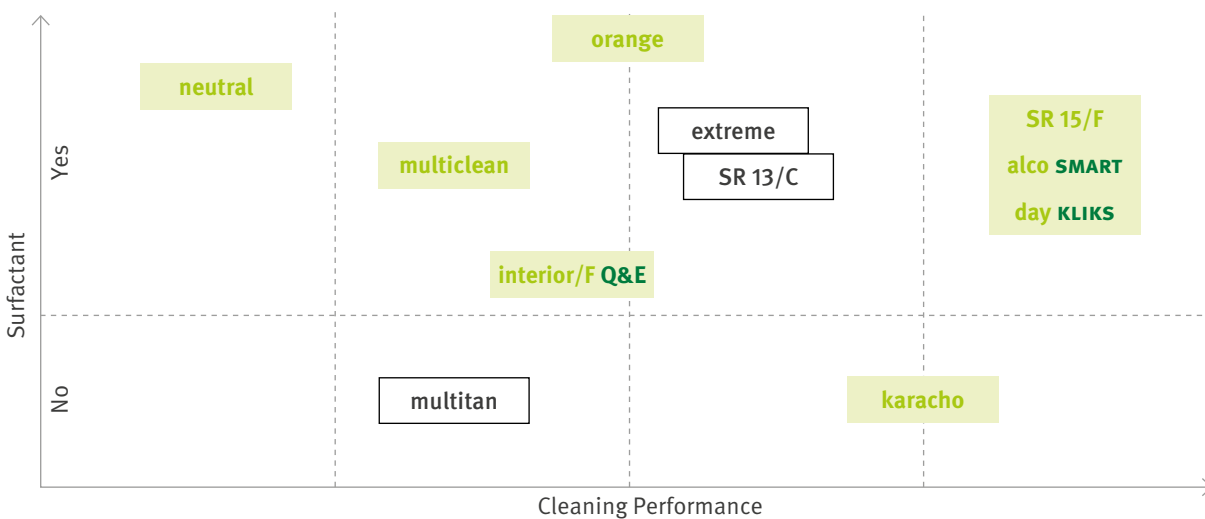 orange
neutral
extreme
SR 15/F
multiclean
SR 13/C
alco SMART
day KLIKS
interior/F Q&E
Yes
Surfactant
No
multitan
karacho
Cleaning Performance